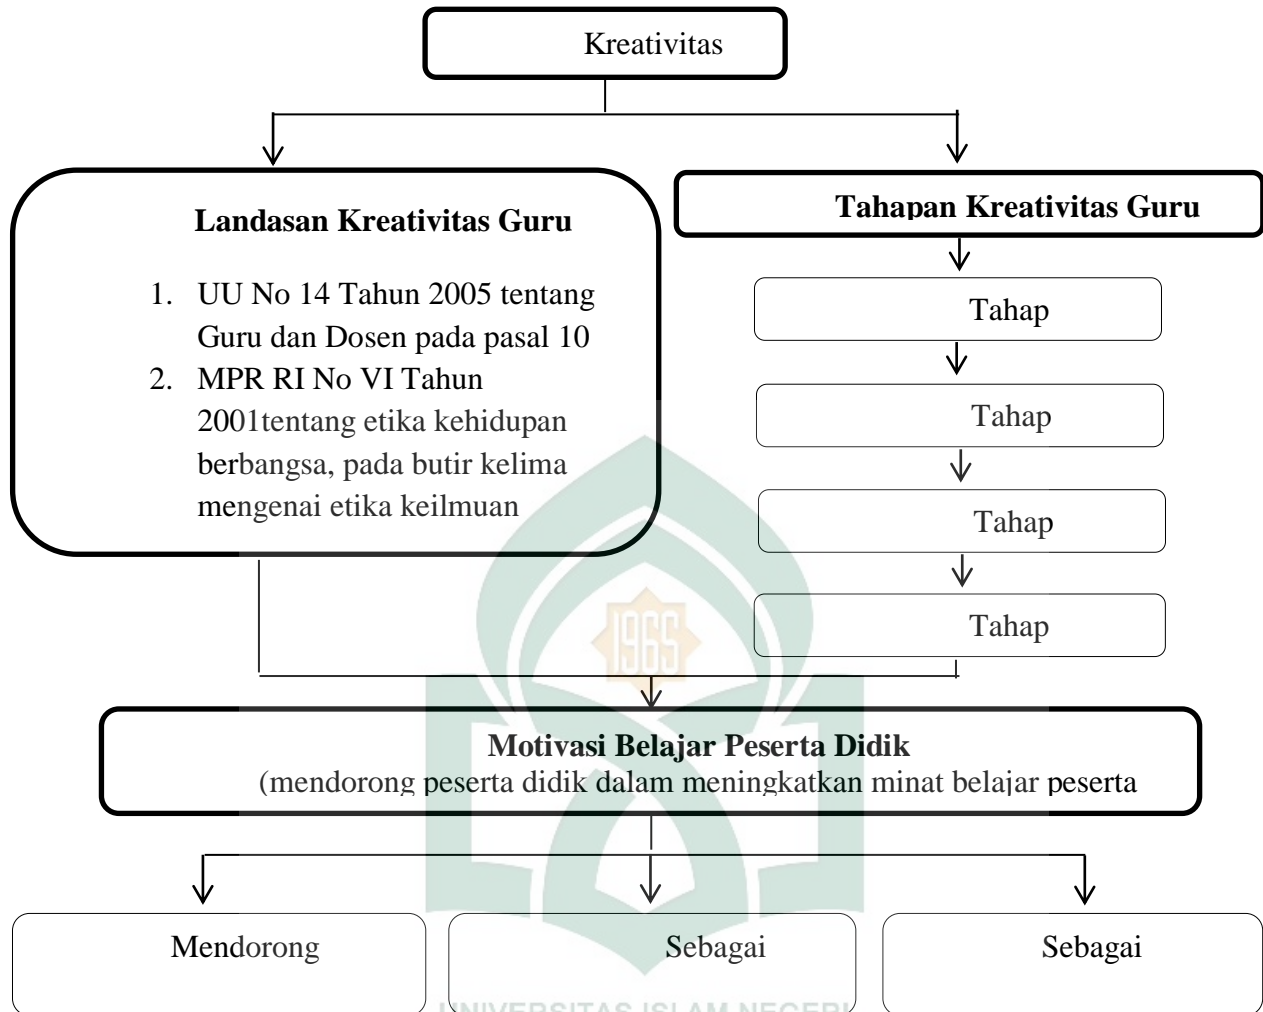 Kreativitas
Landasan Kreativitas Guru
1. UU No 14 Tahun 2005 tentang
Guru dan Dosen pada pasal 10
2. MPR RI No VI Tahun
2001tentang etika kehidupan
berbangsa, pada butir kelima
mengenai etika keilmuan
Tahapan Kreativitas Guru
Tahap
Tahap
Tahap
Tahap
1965
Motivasi Belajar Peserta Didik
(mendorong peserta didik dalam meningkatkan minat belajar peserta
Mendorong
Sebagai
Sebagai
UNIVERSITAS ISLAM NEGERI